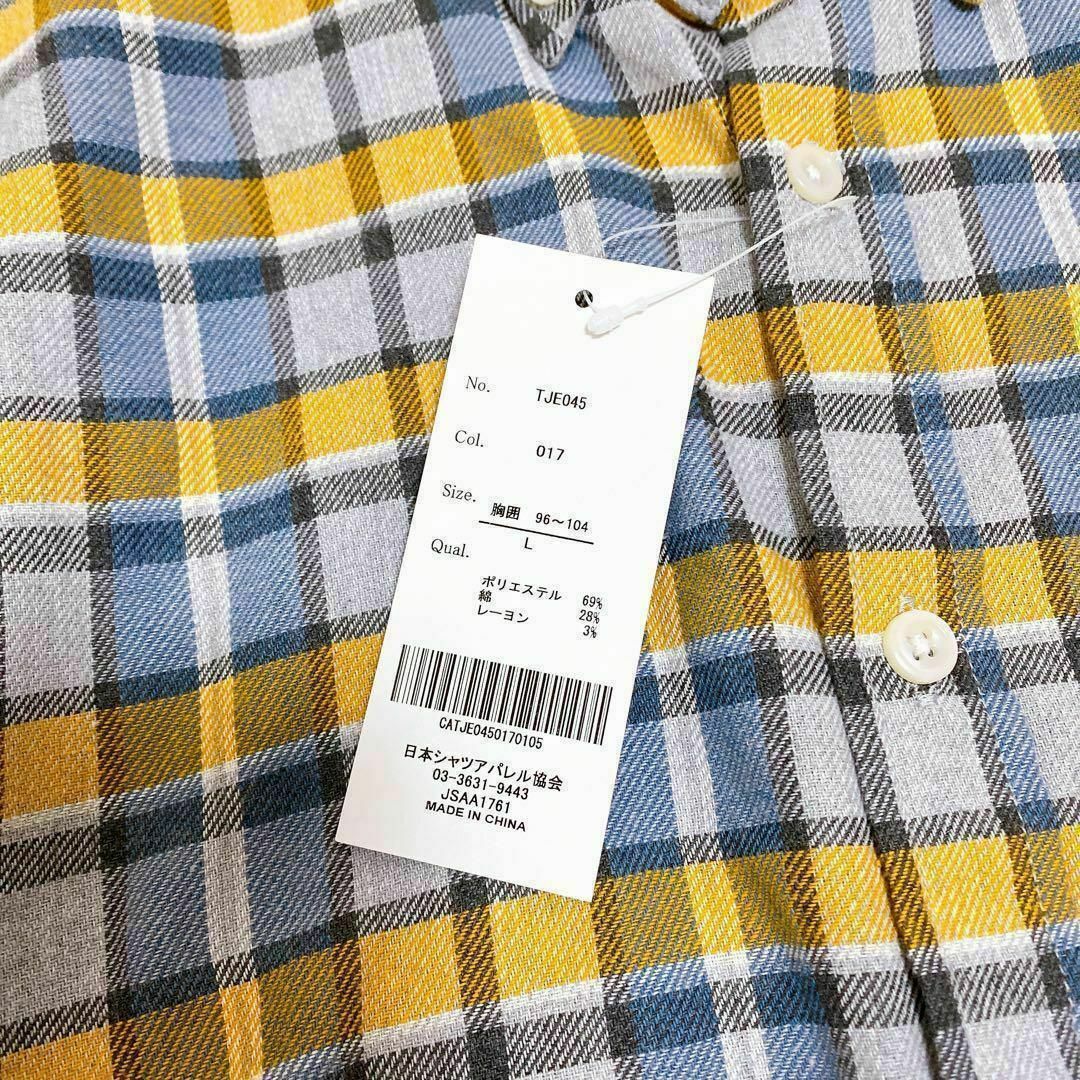 No. TJE045
Col. 017
Size. 胸囲 96～104
L
Qual.
ポリエステル 69%
綿 28%
レーヨン 3%
CATJE0450170105
日本シャツアパレル協会
03-3631-9443
JSAA1761
MADE IN CHINA